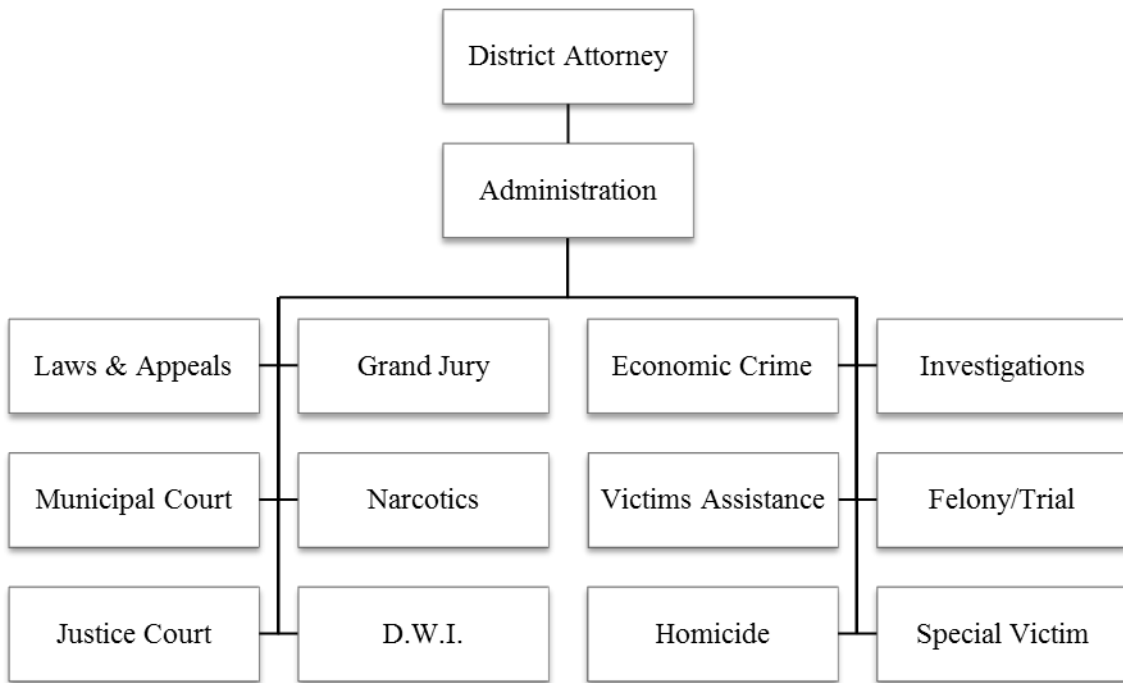 District Attorney
Administration
Laws & Appeals
Grand Jury
Economic Crime
Investigations
Municipal Court
Narcotics
Victims Assistance
Felony/Trial
Justice Court
D.W.I.
Homicide
Special Victim